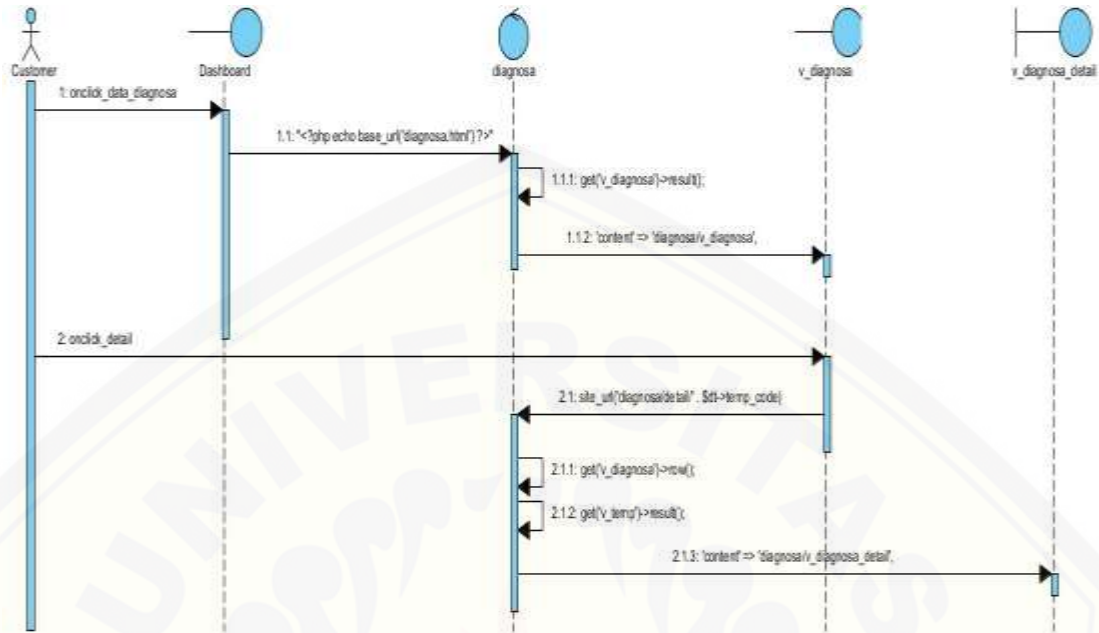 Customer
Dashboard
diagnosa
v_diagnosa
v_diagnosa_detail
1: onclick_data_diagnosa
1.1: "<?php echo base_url('diagnosa.html') ?>"
1.1.1: get('v_diagnosa')->result();
1.1.2: 'content' => 'diagnosa/v_diagnosa',
2: onclick_detail
2.1: site_url("diagnosa/detail" . $dt->temp_code)
2.1.1: get('v_diagnosa')->row();
2.1.2: get('v_temp')->result();
2.1.3: 'content' => 'diagnosa/v_diagnosa_detail',
UNIVERSITAS